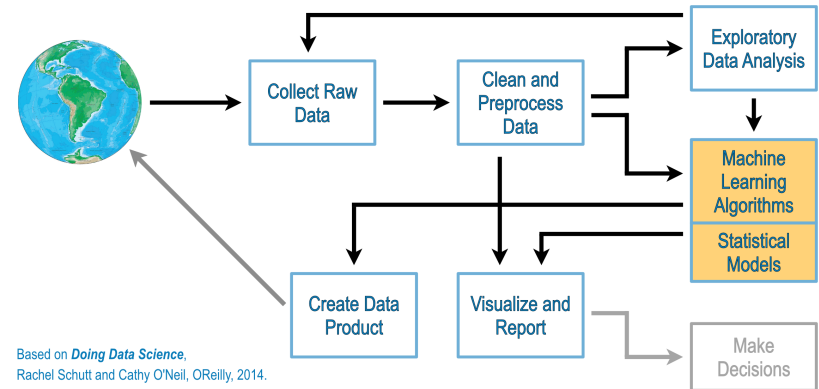 Exploratory
Data Analysis
Collect Raw
Data
Clean and
Preprocess
Data
Machine
Learning
Algorithms
Statistical
Models
Create Data
Product
Visualize and
Report
Make
Decisions
Based on Doing Data Science,
Rachel Schutt and Cathy O'Neil, OReilly, 2014.